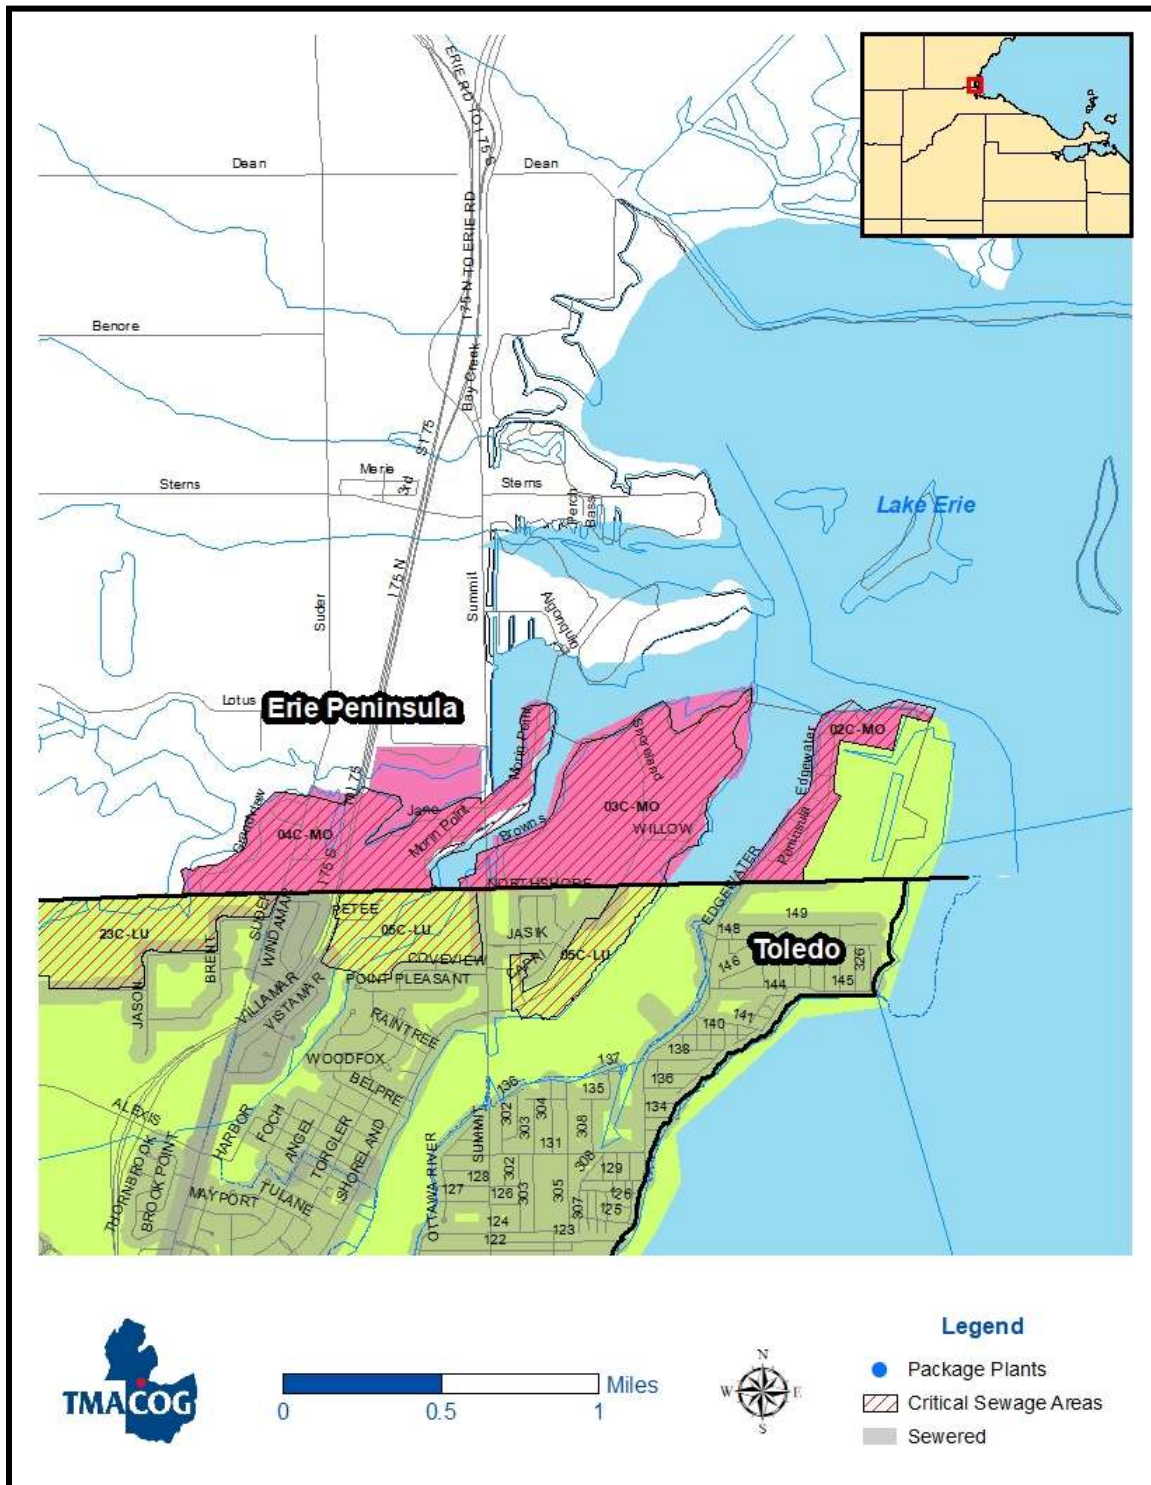 ERIE RD TO I 75 S
Dean
Dean
I 75 N TO ERIE RD
Benore
Bay Creek
S I 75
Merie
3rd
Sterns
Sterns
Perch
Bass
Lake Erie
I 75 N
Summit
Algonquin
Suder
Lotus
Erie Peninsula
Morin Point
Shoreland
Edgewater
02C-MO
N I 75
Jane
Grandview
04C-MO
Morin Point
Browns
03C-MO
WILLOW
Peninsula
I 75 S
NORTHSHORE
EDGEWATER
SUDER
PETEE
23C-LU
WINDAMAR
05C-LU
JASIK
149
148
Toledo
BRENT
COVEVIEW
CAPRI
05C-LU
146
326
JASON
VILLAMAR
VISTAMAR
POINT PLEASANT
144
145
RAINTREE
141
140
WOODFOX
137
138
BELPRE
136
135
136
ALEXIS
HARBOR
FOCH
ANGEL
TORGLER
SHORELAND
SUMMIT
302
303
304
308
134
THORNBROOK
BROOK POINT
OTTAWA RIVER
131
302
308
129
128
127
126
303
305
307
126
125
MAYPORT
TULANE
124
123
122
TMACOG
0
0.5
1
Miles
N
W
E
S
Legend
Package Plants
Critical Sewage Areas
Sewered